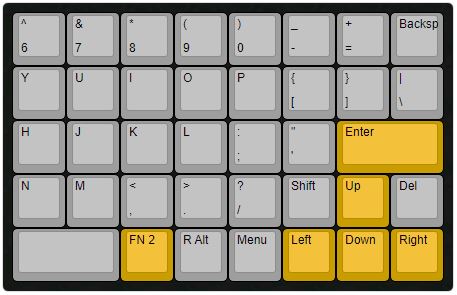 ^ & * ( ) _ + Backsp
6 7 8 9 0 - =
Y U I O P { } |
[ ] \
H J K L : " Enter
; '
N M < > ? Shift Up Del
, . /
FN 2 R Alt Menu Left Down Right